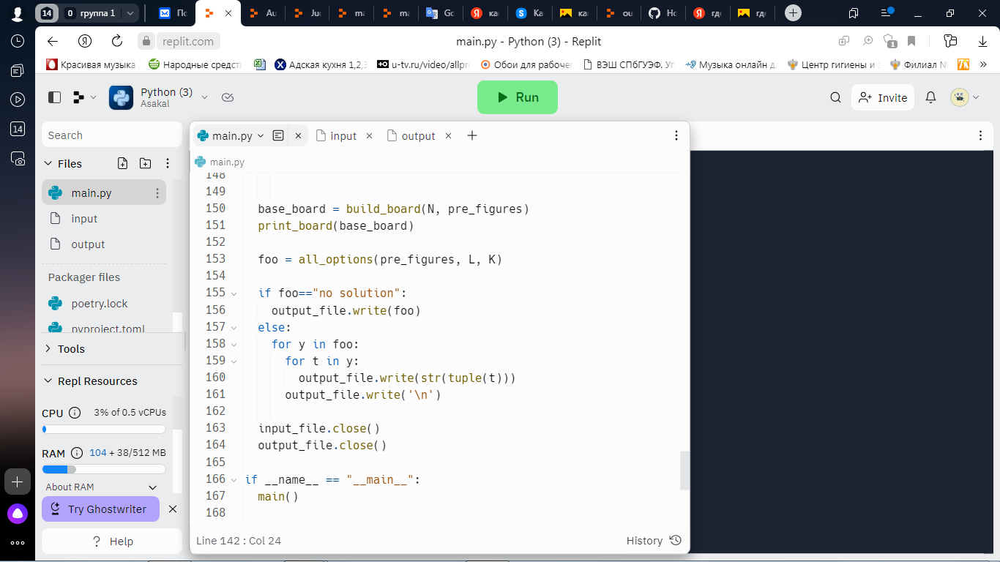 14
0 группа 1
По
Au
Juc
ma
ma
Go
ка
Ка
ка
ou
Но
где
где
replit.com
main.py - Python (3) - Replit
1
Красивая музыка
Народные средст
Адская кухня 1,2,3
u-tv.ru/video/allpr
Обои для рабоче
ВЭШ СПбГУЭФ. Уп
Музыка онлайн д
Центр гигиены и з
Филиал №
»
14
Python (3)
Asakal
Run
Invite
Search
Files
main.py
input
output
Packager files
poetry.lock
pyproject.toml
Tools
Repl Resources
CPU 3% of 0.5 vCPUs
RAM 104 + 38/512 MB
About RAM
Try Ghostwriter
? Help
main.py
input
output
main.py
148
149
150 base_board = build_board(N, pre_figures)
151 print_board(base_board)
152
153 foo = all_options(pre_figures, L, K)
154
155 if foo=="no solution":
156 output_file.write(foo)
157 else:
158 for y in foo:
159 for t in y:
160 output_file.write(str(tuple(t)))
161 output_file.write('\n')
162
163 input_file.close()
164 output_file.close()
165
166 if __name__ == "__main__":
167 main()
168
Line 142 : Col 24
History